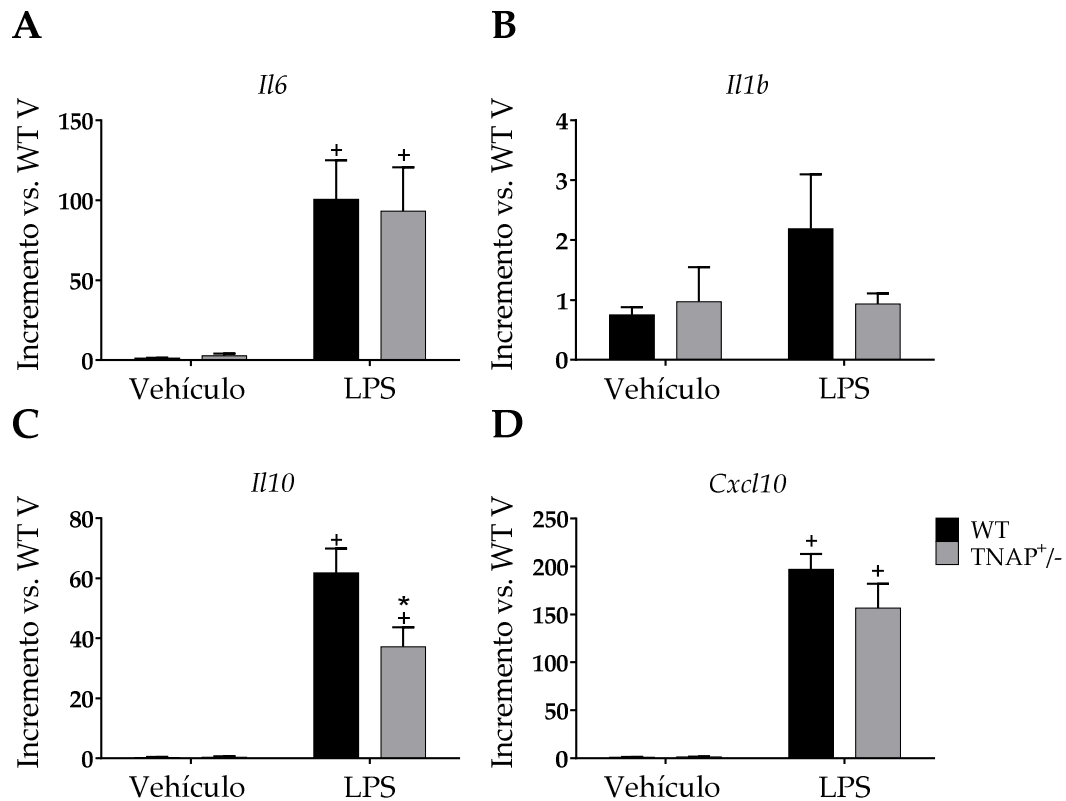 A
Il6
Incremento vs. WT V
150
100
50
0
+
+
Vehículo
LPS
B
Il1b
Incremento vs. WT V
4
3
2
1
0
Vehículo
LPS
C
Il10
Incremento vs. WT V
80
60
40
20
0
+
*
+
Vehículo
LPS
D
Cxcl10
Incremento vs. WT V
250
200
150
100
50
0
+
+
Vehículo
LPS
WT
TNAP+/-